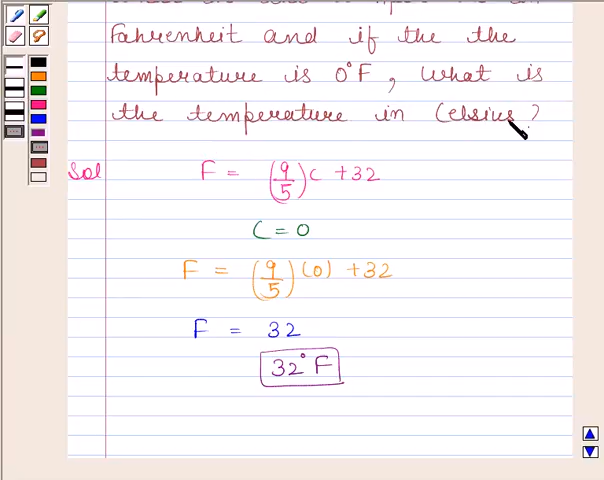 Fahrenheit and if the the
temperature is 0°F, What is
the temperature in Celsius?
Sol F = (9/5) C + 32
C = 0
F = (9/5) (0) + 32
F = 32
32° F